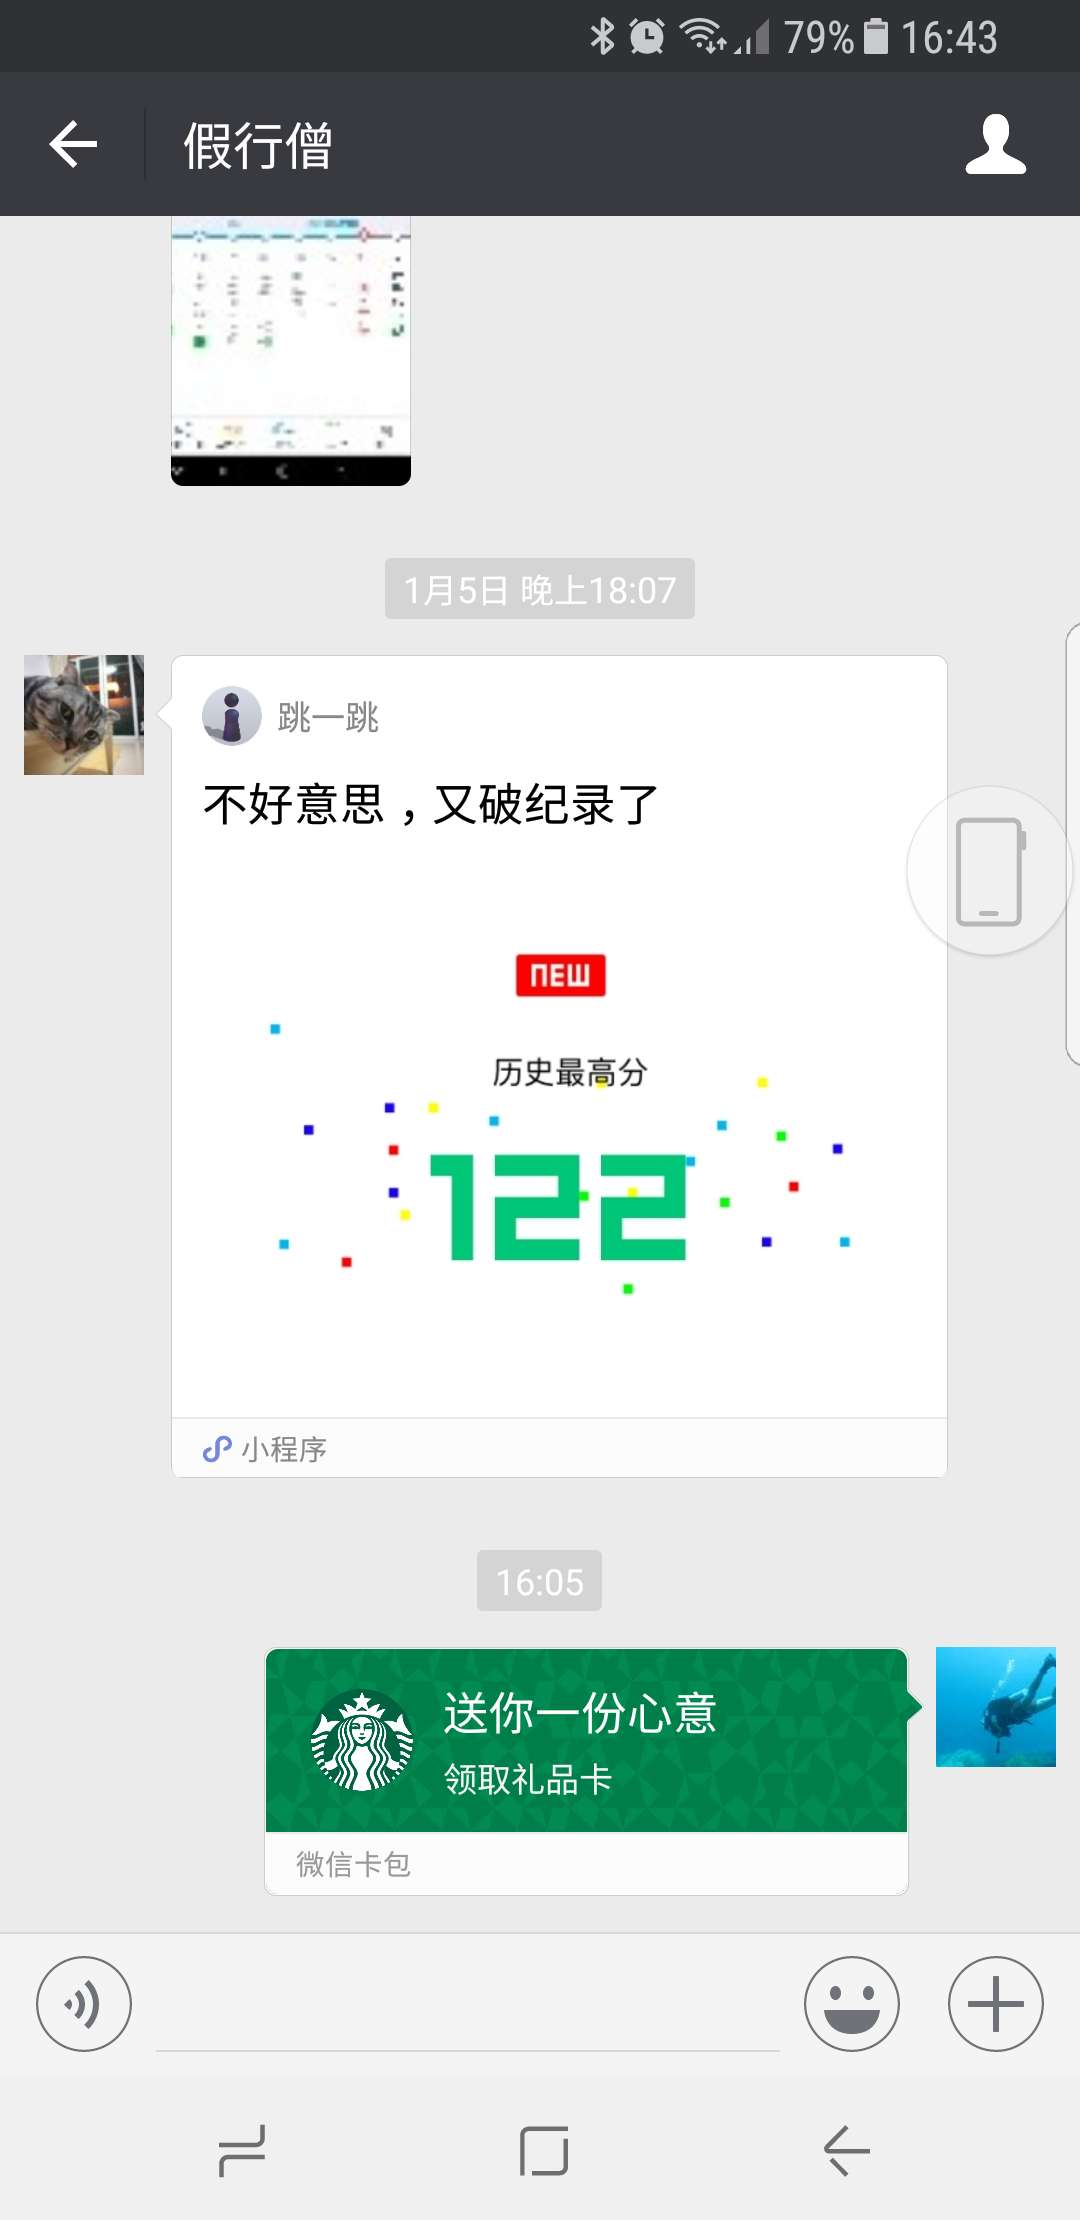 79% 16:43
假行僧
1月5日 晚上18:07
跳一跳
不好意思，又破纪录了
NEW
历史最高分
122
小程序
16:05
送你一份心意
领取礼品卡
微信卡包